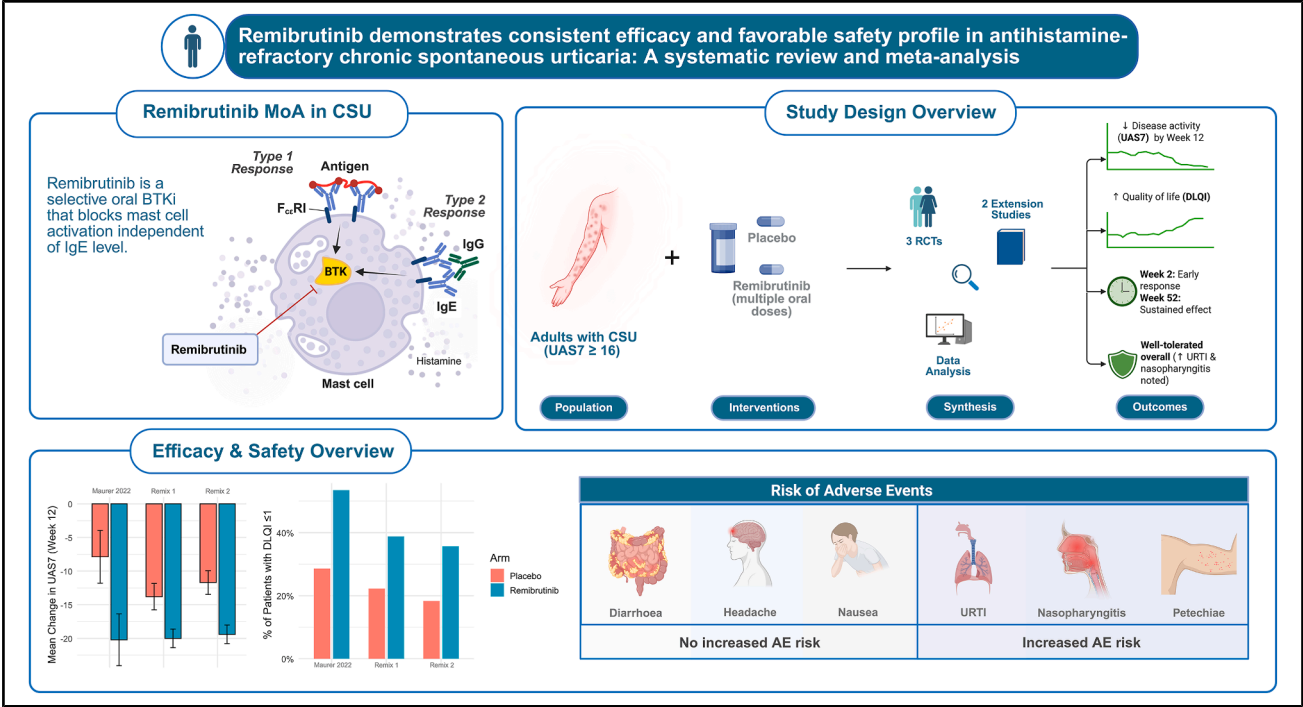 Remibrutinib demonstrates consistent efficacy and favorable safety profile in antihistamine-
refractory chronic spontaneous urticaria: A systematic review and meta-analysis
Remibrutinib MoA in CSU
Remibrutinib is a
selective oral BTKi
that blocks mast cell
activation independent
of IgE level.
Type 1
Response
Antigen
FcεRI
Type 2
Response
IgG
BTK
IgE
Remibrutinib
Histamine
Mast cell
Study Design Overview
Adults with CSU
(UAS7 ≥ 16)
Population
+
Placebo
Remibrutinib
(multiple oral
doses)
Interventions
3 RCTs
2 Extension
Studies
Data
Analysis
Synthesis
↓ Disease activity
(UAS7) by Week 12
↑ Quality of life (DLQI)
Week 2: Early
response
Week 52:
Sustained effect
Well-tolerated
overall (↑ URTI &
nasopharyngitis
noted)
Outcomes
Efficacy & Safety Overview
Mean Change in UAS7 (Week 12)
Maurer 2022 Remix 1 Remix 2
0
-5
-10
-15
-20
% of Patients with DLQI ≤1
40%
20%
0%
Maurer 2022 Remix 1 Remix 2
Arm
Placebo
Remibrutinib
Risk of Adverse Events
Diarrhoea Headache Nausea URTI Nasopharyngitis Petechiae
No increased AE risk Increased AE risk